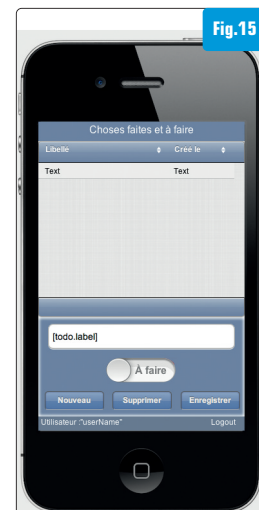 Fig.15
Choses faites et à faire
Libellé Créé le
Text Text
[todo.label]
À faire
Nouveau Supprimer Enregistrer
Utilisateur :"userName" Logout